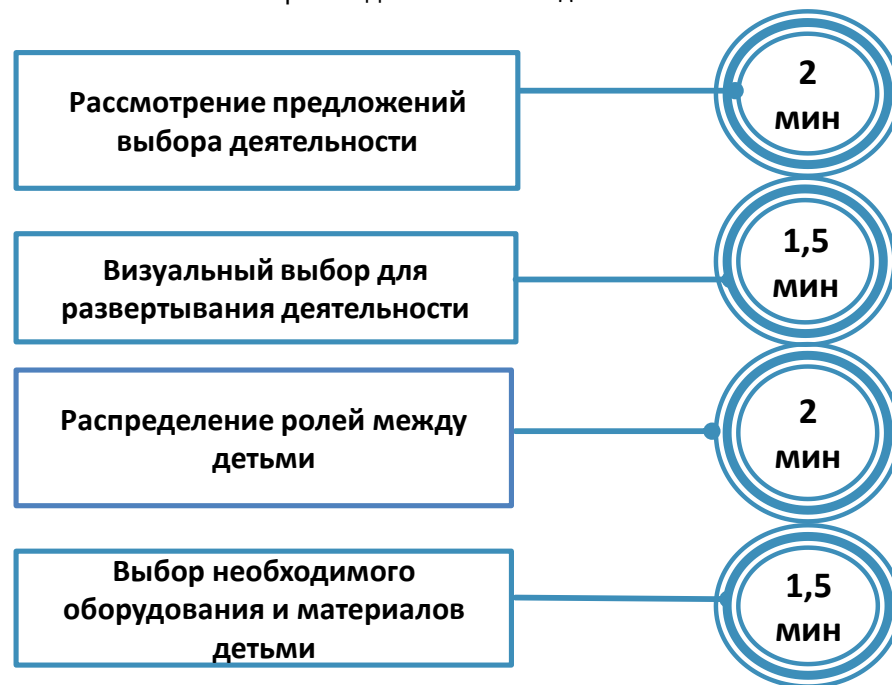 Рассмотрение предложений
выбора деятельности
2
мин
Визуальный выбор для
развертывания деятельности
1,5
мин
Распределение ролей между
детьми
2
мин
Выбор необходимого
оборудования и материалов
детьми
1,5
мин